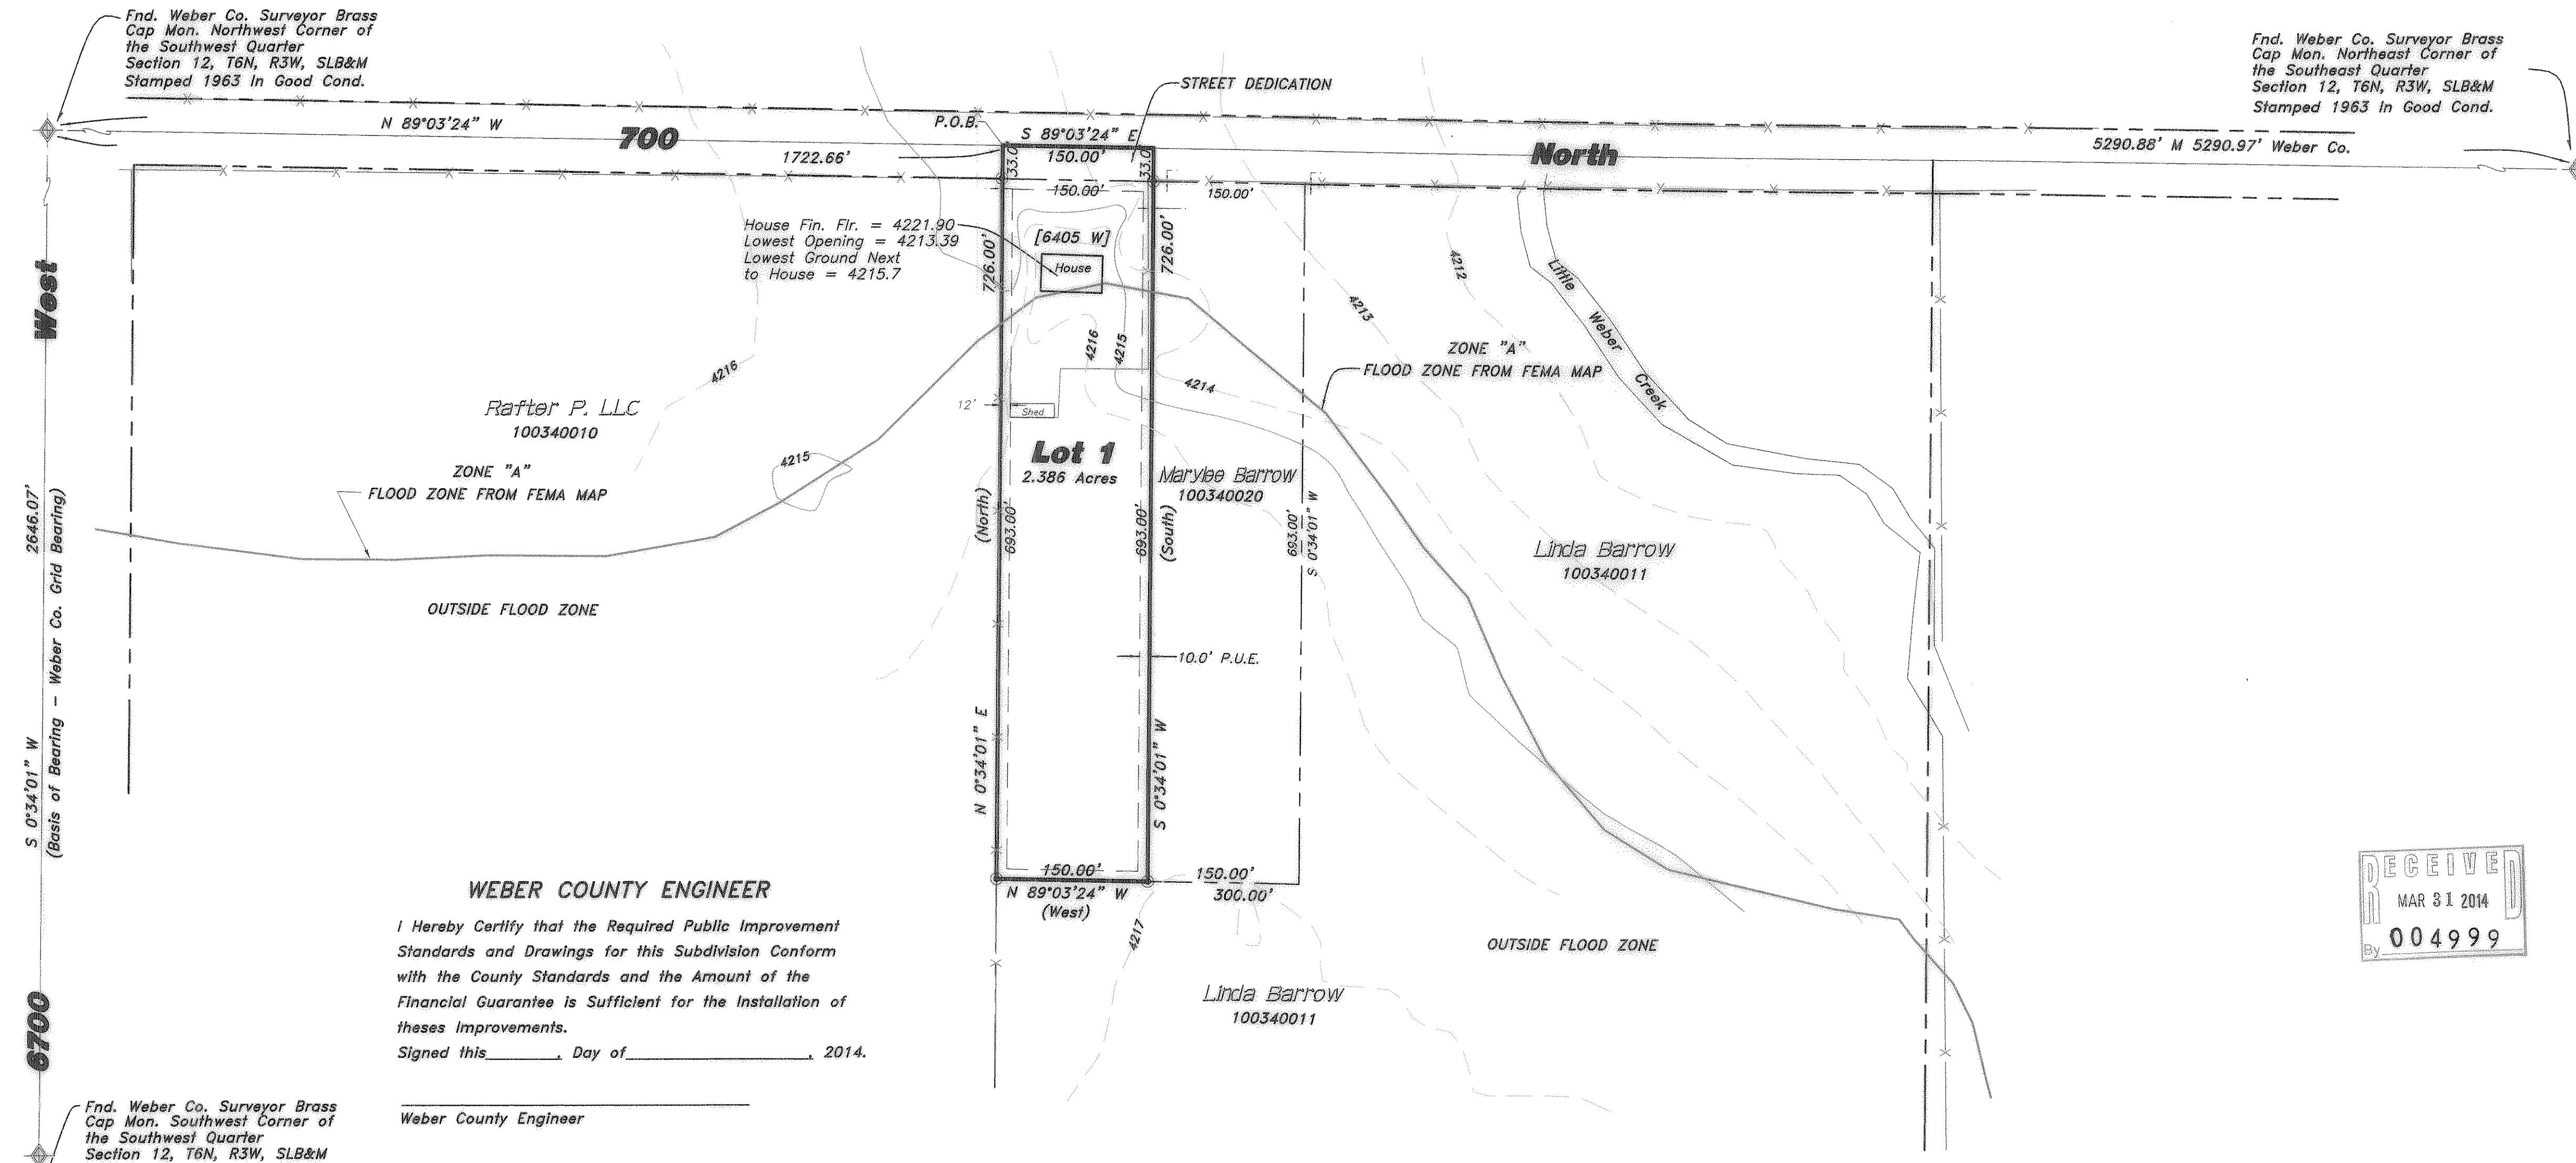 Fnd. Weber Co. Surveyor Brass
Cap Mon. Northwest Corner of
the Southwest Quarter
Section 12, T6N, R3W, SLB&M
Stamped 1963 In Good Cond.
Fnd. Weber Co. Surveyor Brass
Cap Mon. Northeast Corner of
the Southeast Quarter
Section 12, T6N, R3W, SLB&M
Stamped 1963 In Good Cond.
STREET DEDICATION
N 89°03'24" W
700
P.O.B.
S 89°03'24" E
North
5290.88' M 5290.97' Weber Co.
1722.66'
150.00'
33.0
33.0
150.00'
150.00'
House Fin. Flr. = 4221.90
Lowest Opening = 4213.39
Lowest Ground Next
to House = 4215.7
[6405 W]
House
726.00'
726.00'
West
4212
4213
Little
Weber
Creek
4216
4215
4216
4214
ZONE "A"
FLOOD ZONE FROM FEMA MAP
Rafter P. LLC
100340010
12'
Shed
Lot 1
2.386 Acres
4215
ZONE "A"
FLOOD ZONE FROM FEMA MAP
Marylee Barrow
100340020
(North)
693.00'
693.00'
(South)
693.00'
S 0°34'01" W
2646.07'
(Basis of Bearing - Weber Co. Grid Bearing)
S 0°34'01" W
Linda Barrow
100340011
OUTSIDE FLOOD ZONE
10.0' P.U.E.
N 0°34'01" E
S 0°34'01" W
150.00'
N 89°03'24" W
(West)
150.00'
300.00'
4217
WEBER COUNTY ENGINEER
I Hereby Certify that the Required Public Improvement
Standards and Drawings for this Subdivision Conform
with the County Standards and the Amount of the
Financial Guarantee is Sufficient for the Installation of
theses Improvements.
Signed this________. Day of__________________, 2014.
Weber County Engineer
OUTSIDE FLOOD ZONE
Linda Barrow
100340011
RECEIVED
MAR 31 2014
By 004999
6700
Fnd. Weber Co. Surveyor Brass
Cap Mon. Southwest Corner of
the Southwest Quarter
Section 12, T6N, R3W, SLB&M